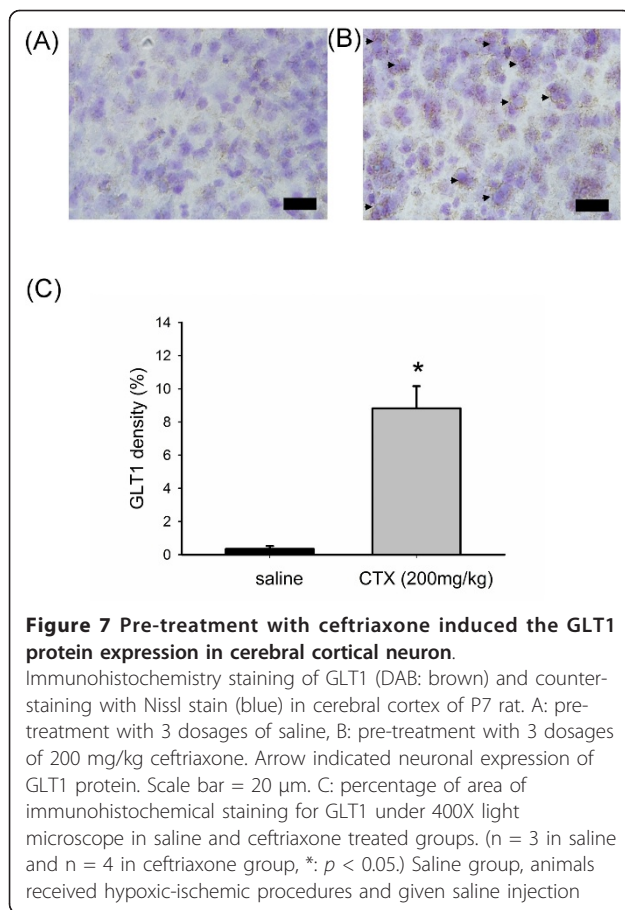 (A)
(B)
(C)
14
12
10
8
6
4
2
0
GLT1 density (%)
*
saline
CTX (200mg/kg)
Figure 7 Pre-treatment with ceftriaxone induced the GLT1
protein expression in cerebral cortical neuron.
Immunohistochemistry staining of GLT1 (DAB: brown) and counter-
staining with Nissl stain (blue) in cerebral cortex of P7 rat. A: pre-
treatment with 3 dosages of saline, B: pre-treatment with 3 dosages
of 200 mg/kg ceftriaxone. Arrow indicated neuronal expression of
GLT1 protein. Scale bar = 20 μm. C: percentage of area of
immunohistochemical staining for GLT1 under 400X light
microscope in saline and ceftriaxone treated groups. (n = 3 in saline
and n = 4 in ceftriaxone group, *: p < 0.05.) Saline group, animals
received hypoxic-ischemic procedures and given saline injection